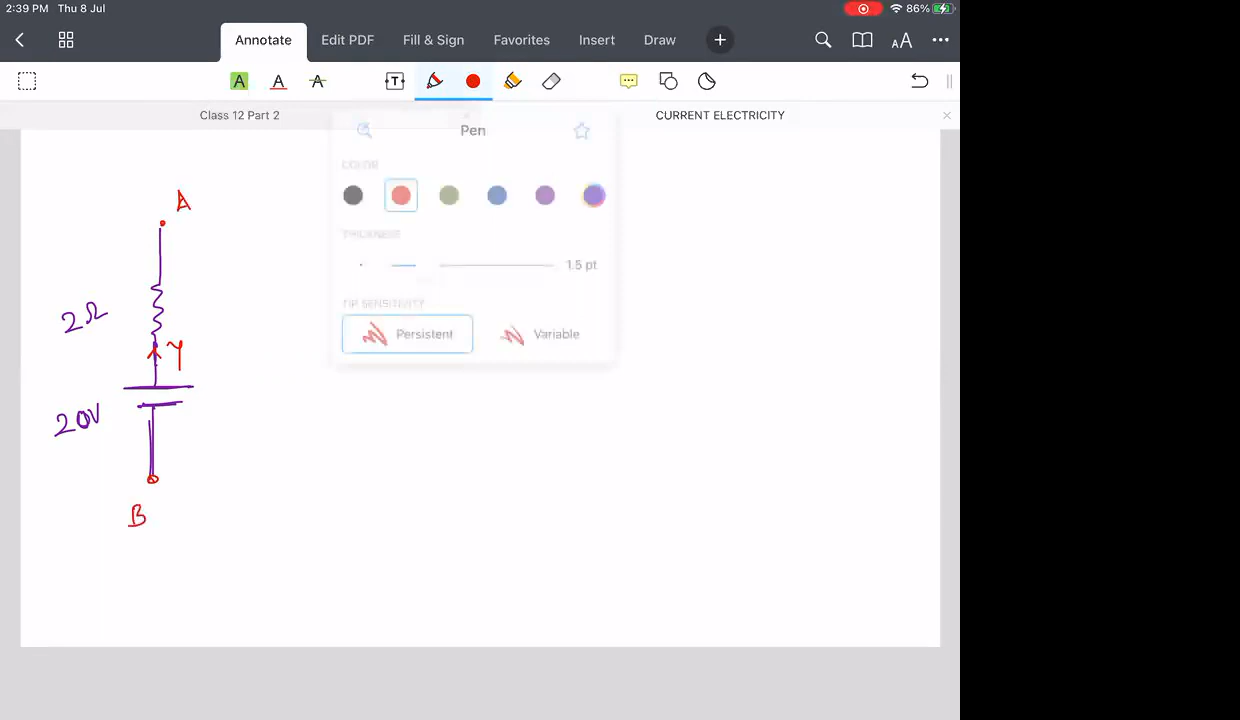 2:39 PM Thu 8 Jul
86%
Annotate
Edit PDF
Fill & Sign
Favorites
Insert
Draw
Class 12 Part 2
CURRENT ELECTRICITY
Pen
COLOR
THICKNESS
1.5 pt
TIP SENSITIVITY
Persistent
Variable
A
2Ω
20V
B